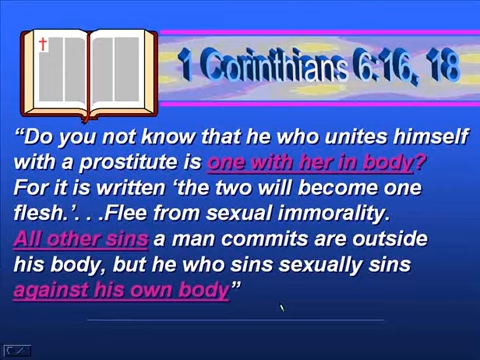 1 Corinthians 6:16, 18
“Do you not know that he who unites himself
with a prostitute is one with her in body?
For it is written ‘the two will become one
flesh.’. . .Flee from sexual immorality.
All other sins a man commits are outside
his body, but he who sins sexually sins
against his own body”